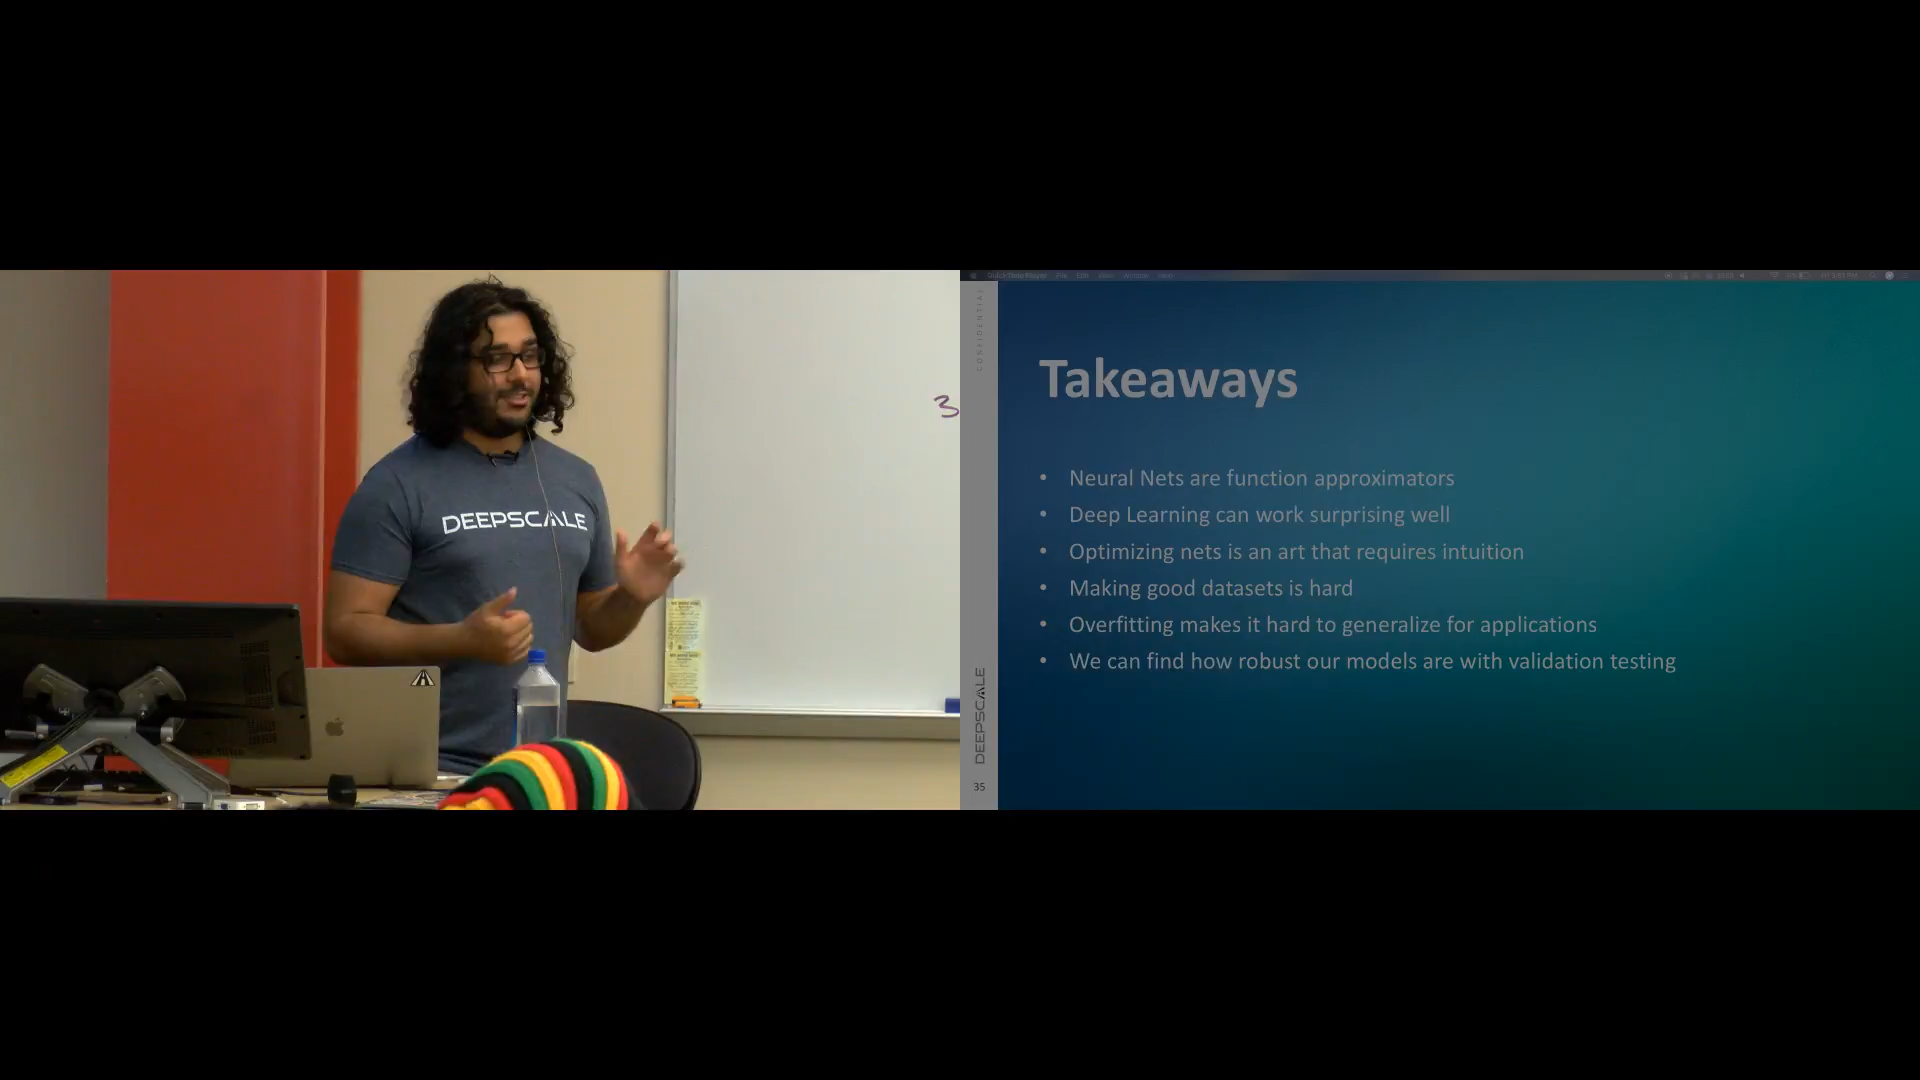 DEEPSCALE
3
CONFIDENTIAL
DEEPSCALE
35
Takeaways
• Neural Nets are function approximators
• Deep Learning can work surprising well
• Optimizing nets is an art that requires intuition
• Making good datasets is hard
• Overfitting makes it hard to generalize for applications
• We can find how robust our models are with validation testing